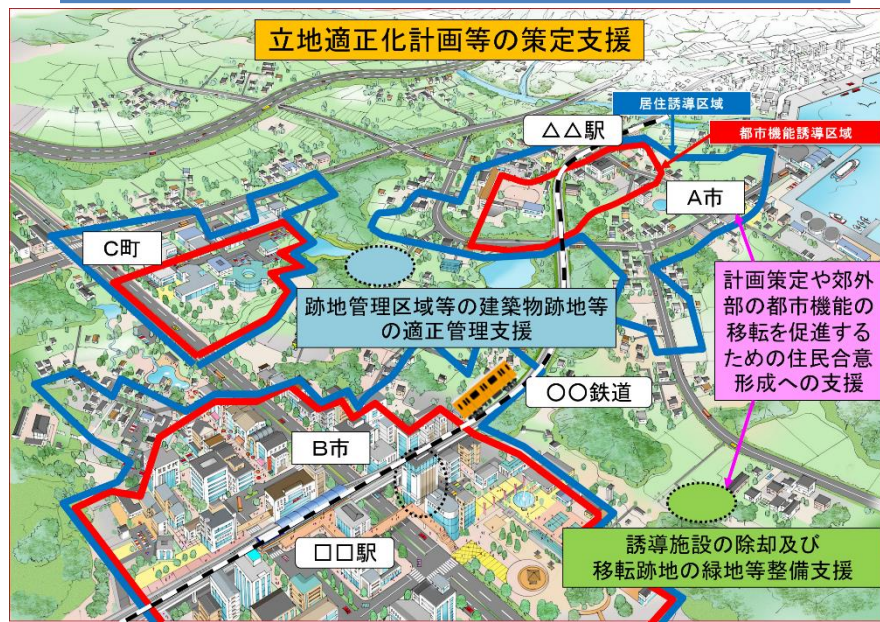 立地適正化計画等の策定支援
居住誘導区域
△△駅
都市機能誘導区域
A市
C町
計画策定や郊外
部の都市機能の
移転を促進する
ための住民合意
形成への支援
跡地管理区域等の建築物跡地等
の適正管理支援
〇〇鉄道
B市
□□駅
誘導施設の除却及び
移転跡地の緑地等整備支援